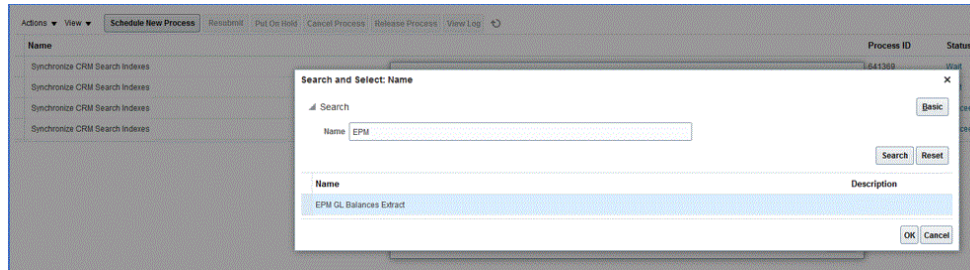 Actions View Schedule New Process Resubmit Put On Hold Cancel Process Release Process View Log
Name Process ID Status
Synchronize CRM Search Indexes 641369 Wait
Synchronize CRM Search Indexes
Synchronize CRM Search Indexes
Synchronize CRM Search Indexes
Search and Select: Name
Search Basic
Name EPM
Search Reset
Name Description
EPM GL Balances Extract
OK Cancel